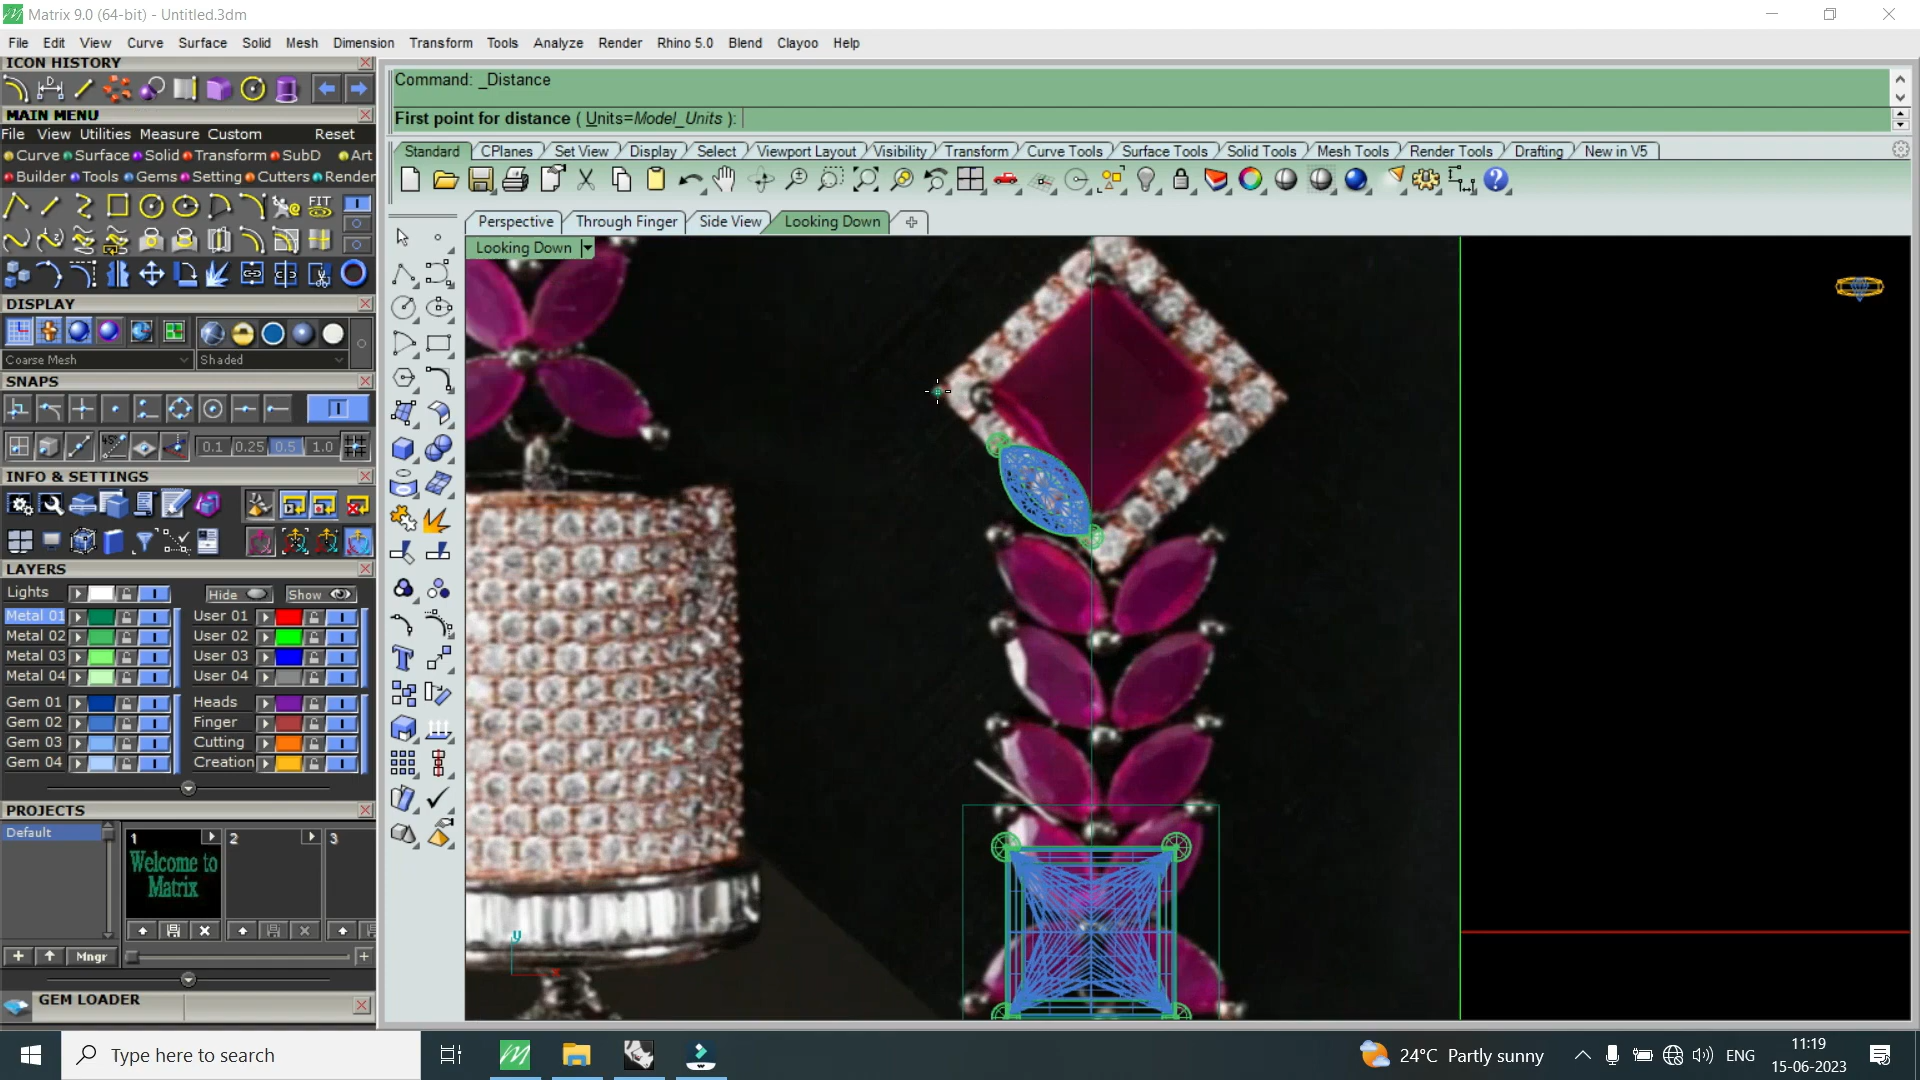 Matrix 9.0 (64-bit) - Untitled.3dm
File Edit View Curve Surface Solid Mesh Dimension Transform Tools Analyze Render Rhino 5.0 Blend Clayoo Help
ICON HISTORY
Command: _Distance
First point for distance ( Units=Model_Units ):
MAIN MENU
File View Utilities Measure Custom Reset
Curve Surface Solid Transform SubD Art
Builder Tools Gems Setting Cutters Render
Standard CPlanes Set View Display Select Viewport Layout Visibility Transform Curve Tools Surface Tools Solid Tools Mesh Tools Render Tools Drafting New in V5
FIT
Perspective Through Finger Side View Looking Down
Looking Down
DISPLAY
Coarse Mesh Shaded
SNAPS
0.1 0.25 0.5 1.0
INFO & SETTINGS
LAYERS
Lights Hide Show
Metal 01 User 01
Metal 02 User 02
Metal 03 User 03
Metal 04 User 04
Gem 01 Heads
Gem 02 Finger
Gem 03 Cutting
Gem 04 Creation
PROJECTS
Default 1 2 3
Welcome to
Matrix
Mngr
GEM LOADER
y
x
Type here to search
24°C Partly sunny
ENG
11:19
15-06-2023